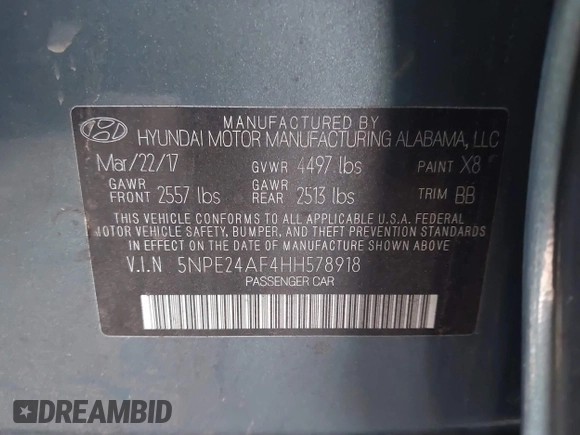 MANUFACTURED BY
HYUNDAI MOTOR MANUFACTURING ALABAMA, LLC
Mar/22/17 GVWR 4497 lbs PAINT X8
GAWR FRONT 2557 lbs GAWR REAR 2513 lbs TRIM BB
THIS VEHICLE CONFORMS TO ALL APPLICABLE U.S.A. FEDERAL
MOTOR VEHICLE SAFETY, BUMPER, AND THEFT PREVENTION STANDARDS
IN EFFECT ON THE DATE OF MANUFACTURE SHOWN ABOVE.
V.I.N 5NPE24AF4HH578918
PASSENGER CAR
DREAMBID